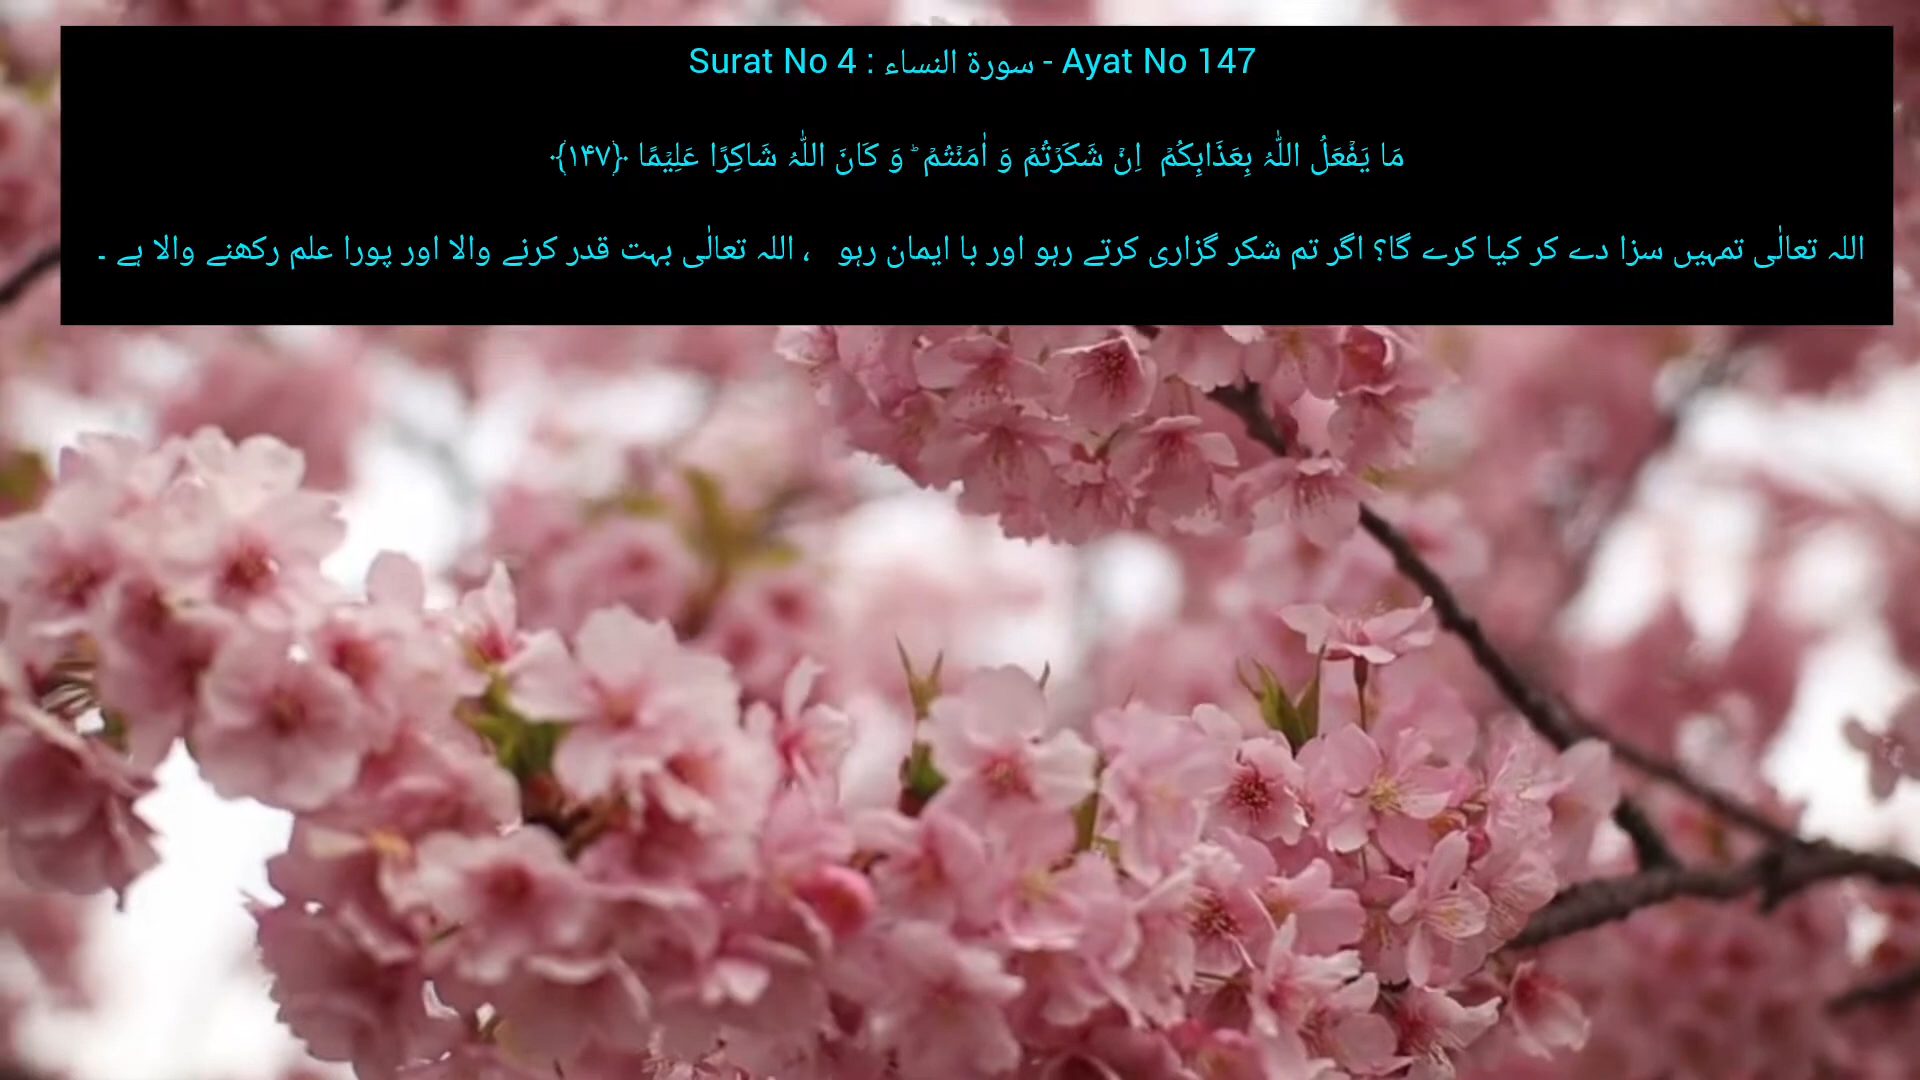 Surat No 4 : سورة النساء - Ayat No 147
مَا یَفۡعَلُ اللّٰہُ بِعَذَابِکُمۡ اِنۡ شَکَرۡتُمۡ وَ اٰمَنۡتُمۡ ؕ وَ کَانَ اللّٰہُ شَاکِرًا عَلِیۡمًا ﴿۱۴۷﴾
اللہ تعالٰی تمہیں سزا دے کر کیا کرے گا؟ اگر تم شکر گزاری کرتے رہو اور با ایمان رہو ، اللہ تعالٰی بہت قدر کرنے والا اور پورا علم رکھنے والا ہے ۔